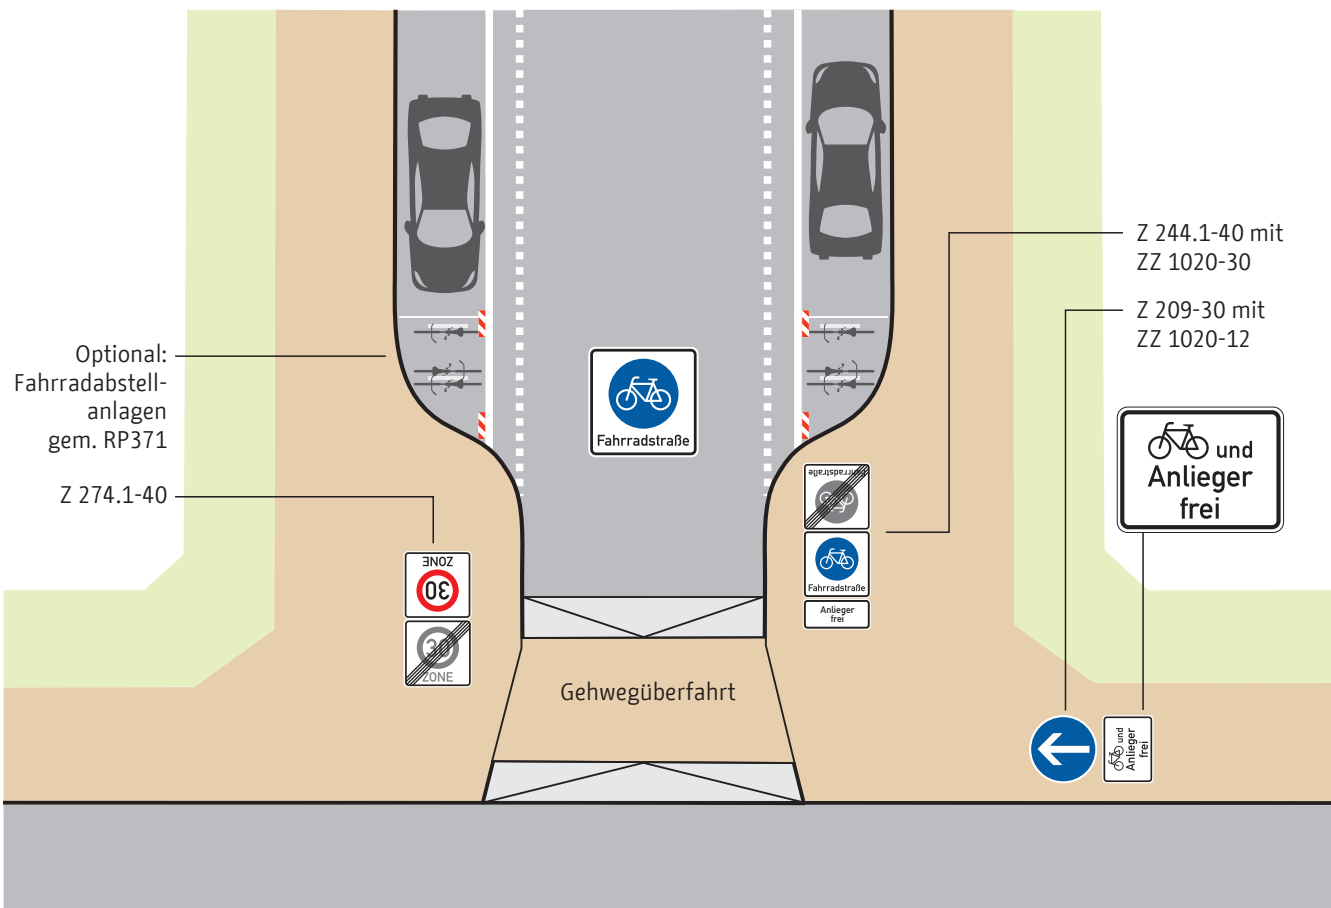 Optional:
Fahrradabstell-
anlagen
gem. RP371
Z 274.1-40
ZONE
30
30
ZONE
Fahrradstraße
Gehwegüberfahrt
Fahrradstraße
Fahrradstraße
Anlieger
frei
Z 244.1-40 mit
ZZ 1020-30
Z 209-30 mit
ZZ 1020-12
und
Anlieger
frei
und
Anlieger
frei